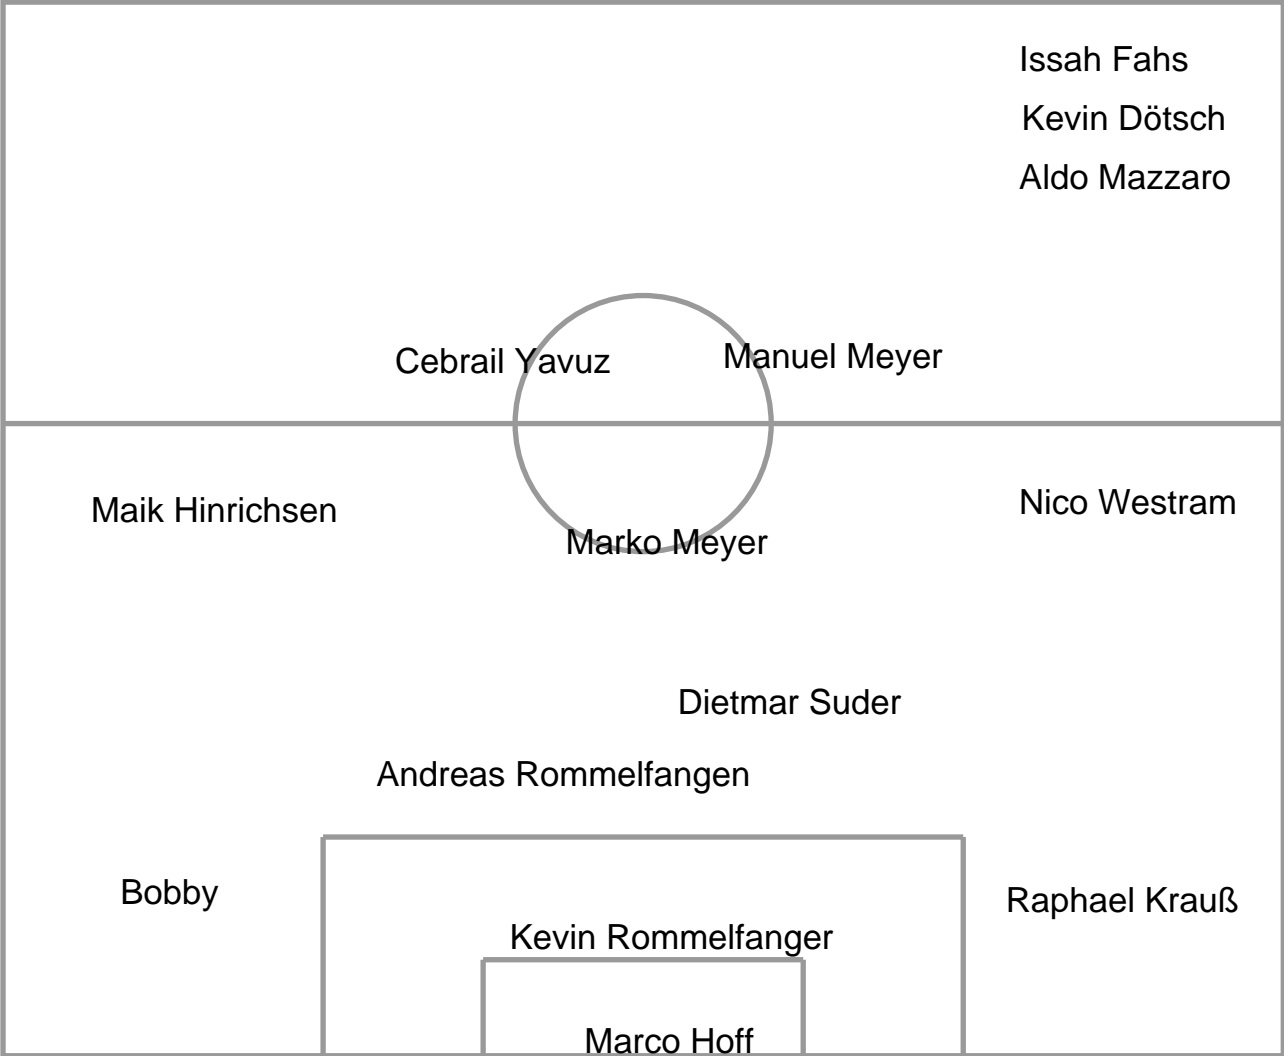 Issah Fahs
Kevin Dötsch
Aldo Mazzaro
Cebrail Yavuz
Manuel Meyer
Maik Hinrichsen
Nico Westram
Marko Meyer
Dietmar Suder
Andreas Rommelfangen
Bobby
Raphael Krauß
Kevin Rommelfanger
Marco Hoff